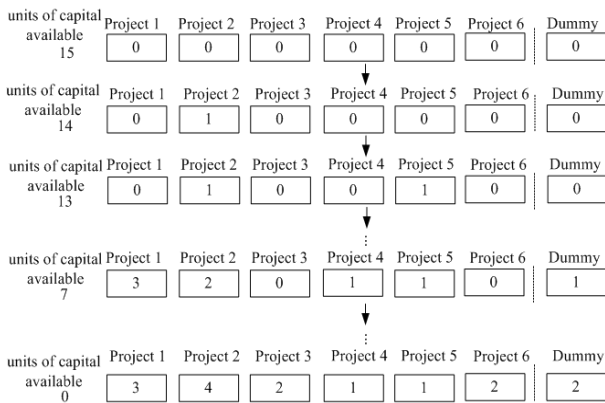 units of capital available 15
Project 1 Project 2 Project 3 Project 4 Project 5 Project 6 Dummy
0 0 0 0 0 0 0
units of capital available 14
Project 1 Project 2 Project 3 Project 4 Project 5 Project 6 Dummy
0 1 0 0 0 0 0
units of capital available 13
Project 1 Project 2 Project 3 Project 4 Project 5 Project 6 Dummy
0 1 0 0 1 0 0
units of capital available 7
Project 1 Project 2 Project 3 Project 4 Project 5 Project 6 Dummy
3 2 0 1 1 0 1
units of capital available 0
Project 1 Project 2 Project 3 Project 4 Project 5 Project 6 Dummy
3 4 2 1 1 2 2